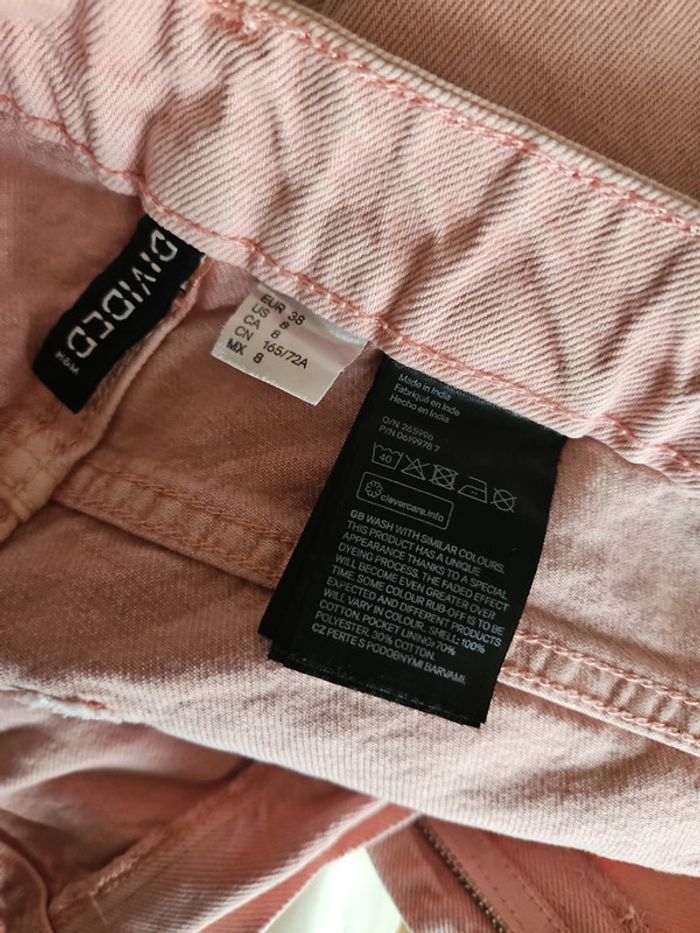 DIVIDED
H&M
EUR 38
US 8
CA 8
CN 165/72A
MX 8
Made in India
Fabriqué en Inde
Hecho en India
O/N 265996
P/N 0619978 7
40
clevercare.info
GB WASH WITH SIMILAR COLOURS.
THIS PRODUCT HAS A UNIQUE
APPEARANCE THANKS TO A SPECIAL
DYEING PROCESS. THE FADED EFFECT
WILL BECOME EVEN GREATER OVER
TIME. SOME COLOUR RUB-OFF IS TO BE
EXPECTED AND DIFFERENT PRODUCTS
WILL VARY IN COLOUR. SHELL: 100%
COTTON. POCKET LINING: 70%
POLYESTER, 30% COTTON.
CZ PERTE S PODOBNÝMI BARVAMI.